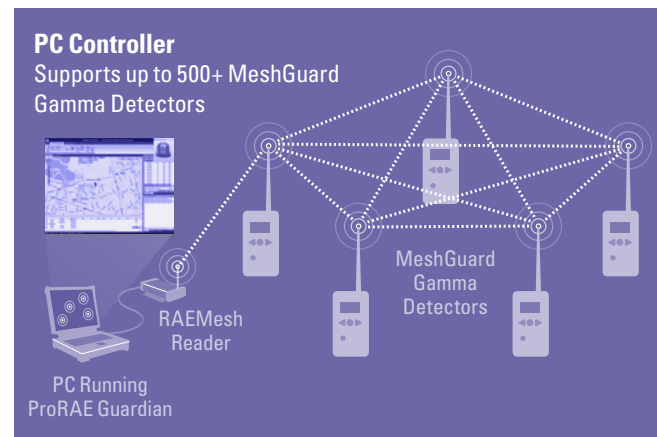 PC Controller
Supports up to 500+ MeshGuard
Gamma Detectors
MeshGuard
Gamma
Detectors
RAEMesh
Reader
PC Running
ProRAE Guardian